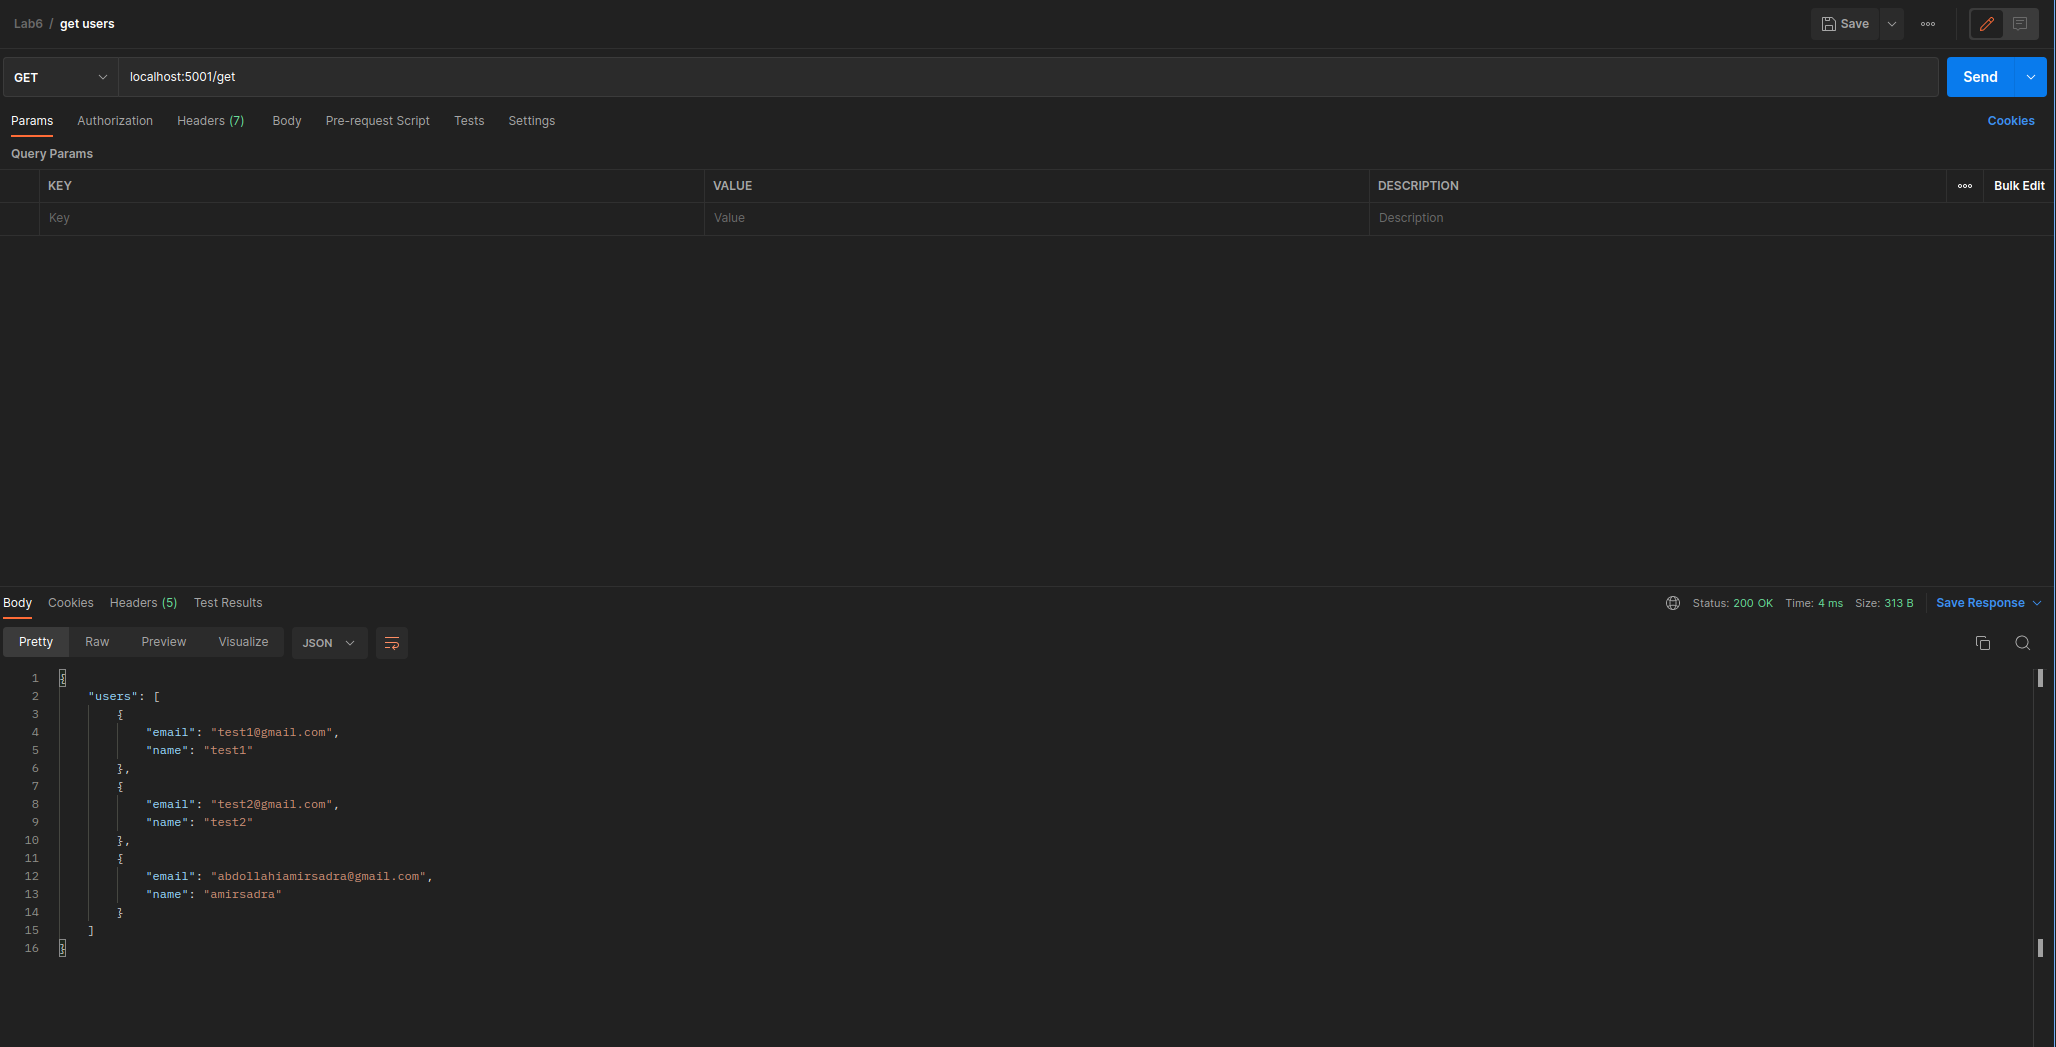 Lab6 / get users
Save
GET localhost:5001/get Send
Params Authorization Headers (7) Body Pre-request Script Tests Settings Cookies
Query Params
KEY VALUE DESCRIPTION Bulk Edit
Key Value Description
Body Cookies Headers (5) Test Results Status: 200 OK Time: 4 ms Size: 313 B Save Response
Pretty Raw Preview Visualize JSON
1 {
2 "users": [
3 {
4 "email": "test1@gmail.com",
5 "name": "test1"
6 },
7 {
8 "email": "test2@gmail.com",
9 "name": "test2"
10 },
11 {
12 "email": "abdollahiamirsadra@gmail.com",
13 "name": "amirsadra"
14 }
15 ]
16 }